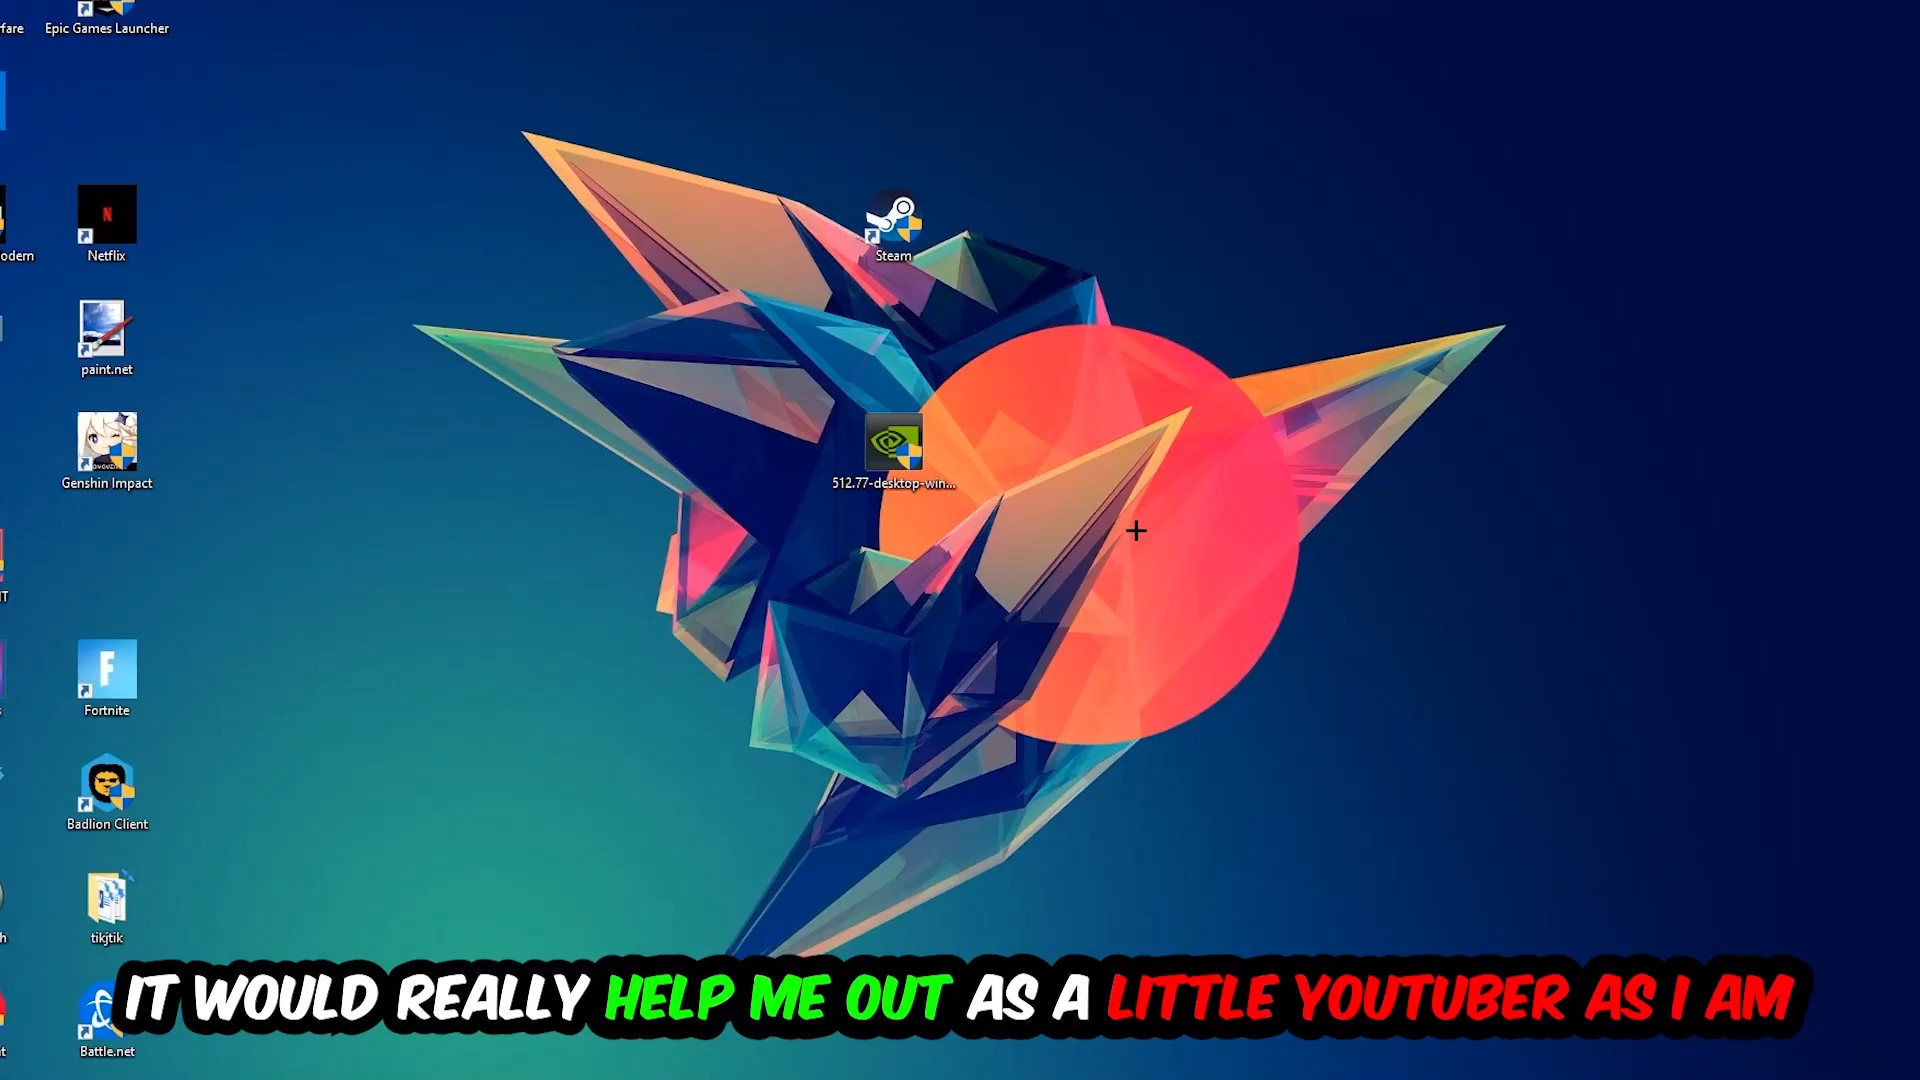 fare
Epic Games Launcher
odern
Netflix
Steam
paint.net
Genshin Impact
512.77-desktop-win...
IT
F
Fortnite
s
Badlion Client
h
tikjtik
IT WOULD REALLY HELP ME OUT AS A LITTLE YOUTUBER AS I AM
t
Battle.net